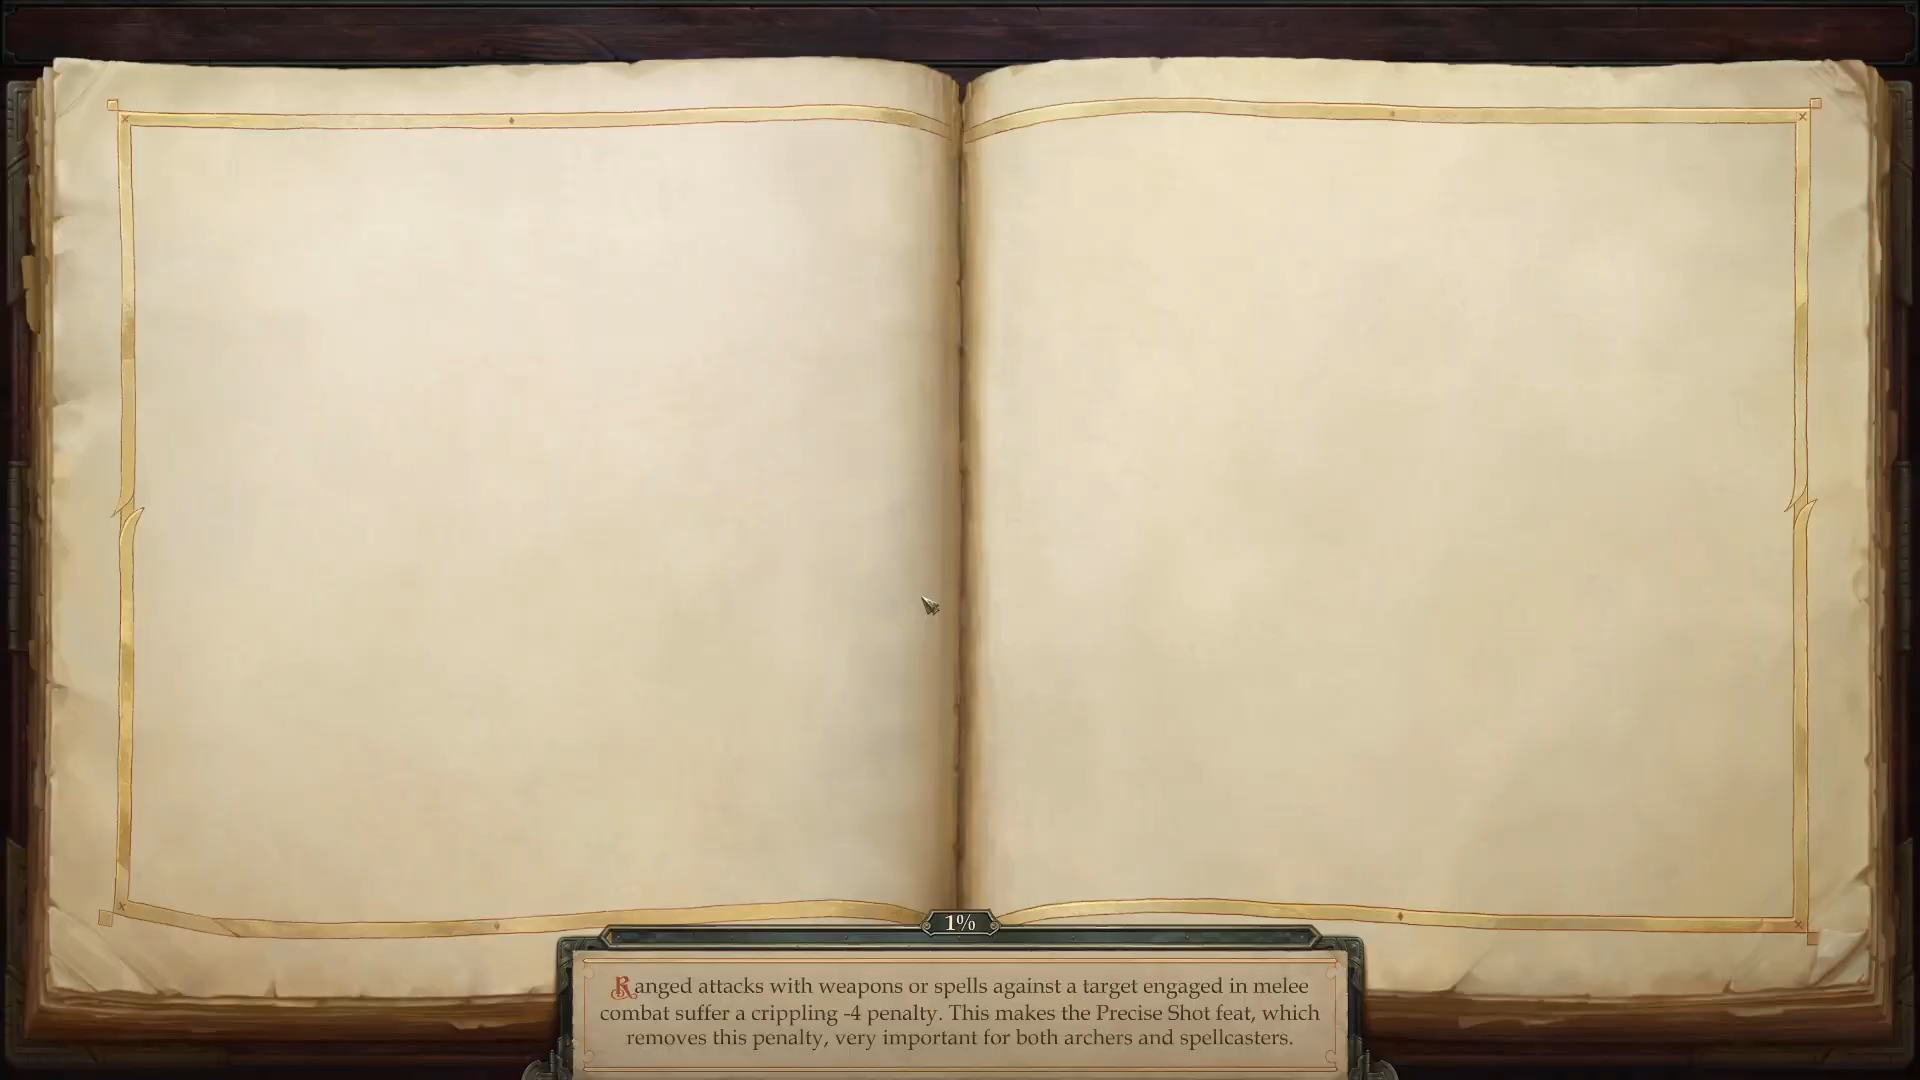 1%
Ranged attacks with weapons or spells against a target engaged in melee
combat suffer a crippling -4 penalty. This makes the Precise Shot feat, which
removes this penalty, very important for both archers and spellcasters.